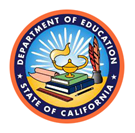 DEPARTMENT OF EDUCATION
STATE OF CALIFORNIA